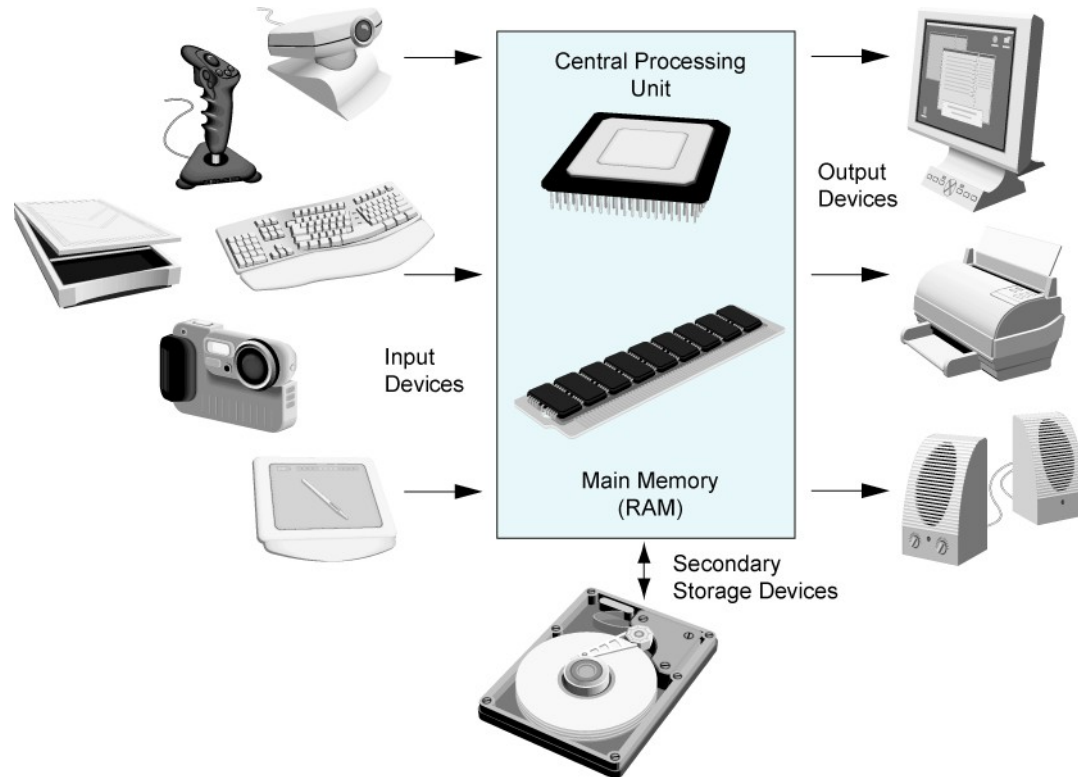 Central Processing
Unit
Output
Devices
Input
Devices
Main Memory
(RAM)
Secondary
Storage Devices